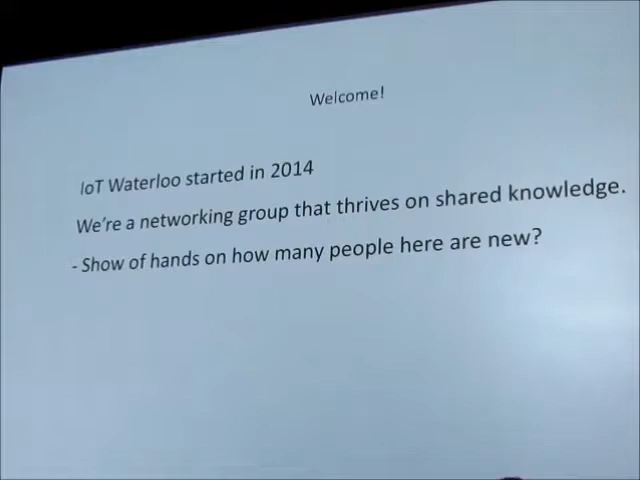 Welcome!
IoT Waterloo started in 2014
We're a networking group that thrives on shared knowledge.
- Show of hands on how many people here are new?